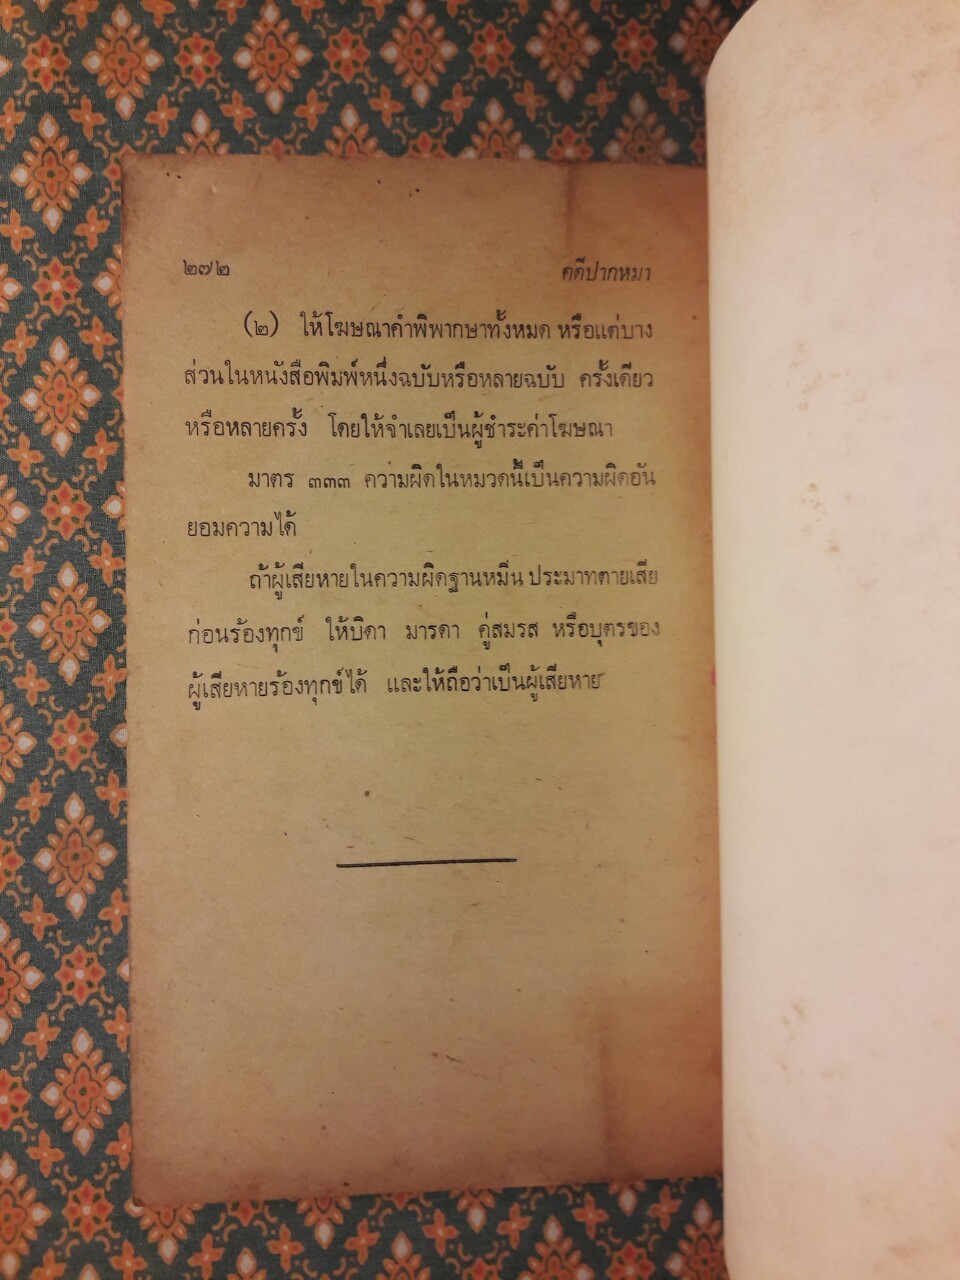 ๒๗๒ คดีปากหมา
(๒) ให้โฆษณาคำพิพากษาทั้งหมด หรือแต่บาง
ส่วนในหนังสือพิมพ์หนึ่งฉบับหรือหลายฉบับ ครั้งเดียว
หรือหลายครั้ง โดยให้จำเลยเป็นผู้ชำระค่าโฆษณา
มาตร ๓๓๓ ความผิดในหมวดนี้เป็นความผิดอัน
ยอมความได้
ถ้าผู้เสียหายในความผิดฐานหมิ่น ประมาทตายเสีย
ก่อนร้องทุกข์ ให้บิดา มารดา คู่สมรส หรือบุตรของ
ผู้เสียหายร้องทุกข์ได้ และให้ถือว่าเป็นผู้เสียหาย